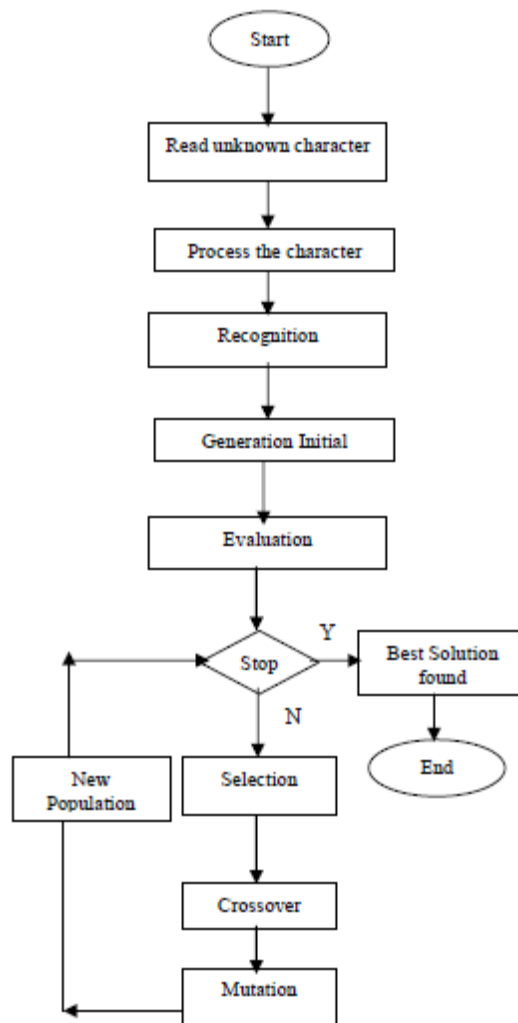 Start
Read unknown character
Process the character
Recognition
Generation Initial
Evaluation
Stop
Y
Best Solution
found
N
End
New
Population
Selection
Crossover
Mutation